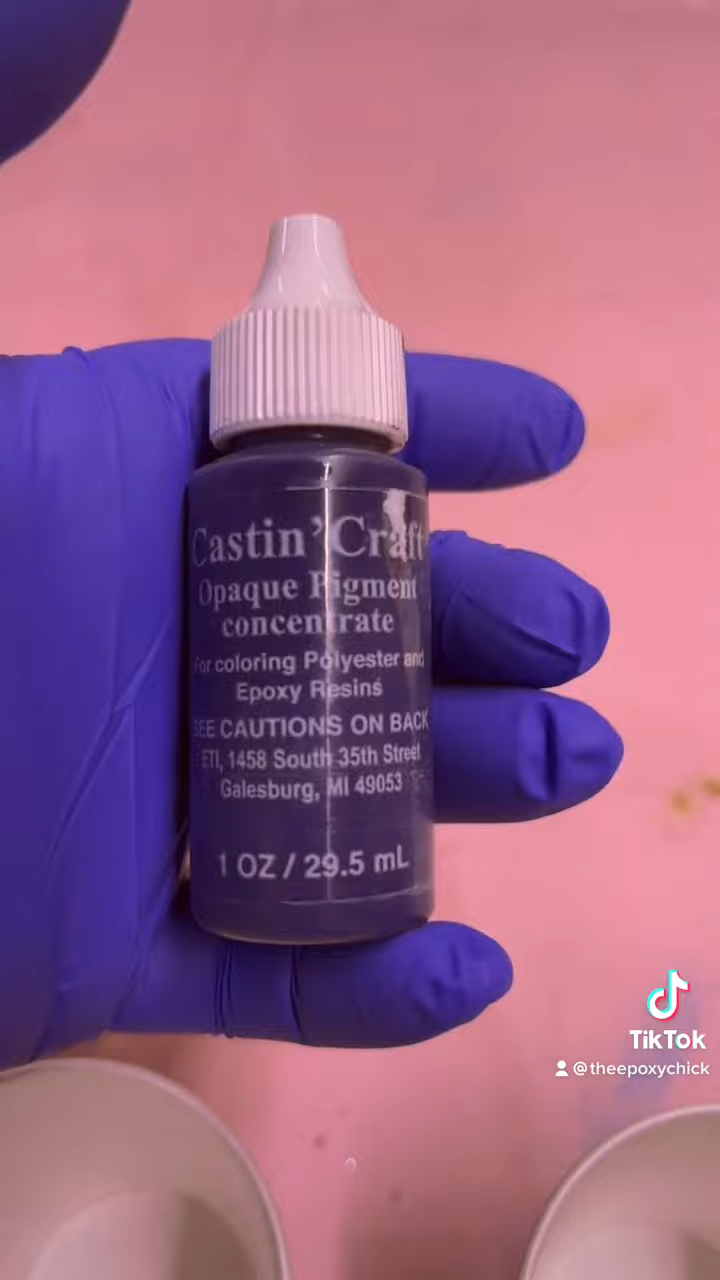 Castin' Craft
Opaque Pigment
concentrate
For coloring Polyester and
Epoxy Resins
SEE CAUTIONS ON BACK
ETI, 1458 South 35th Street
Galesburg, MI 49053
1 OZ / 29.5 mL
TikTok
@theepoxychick